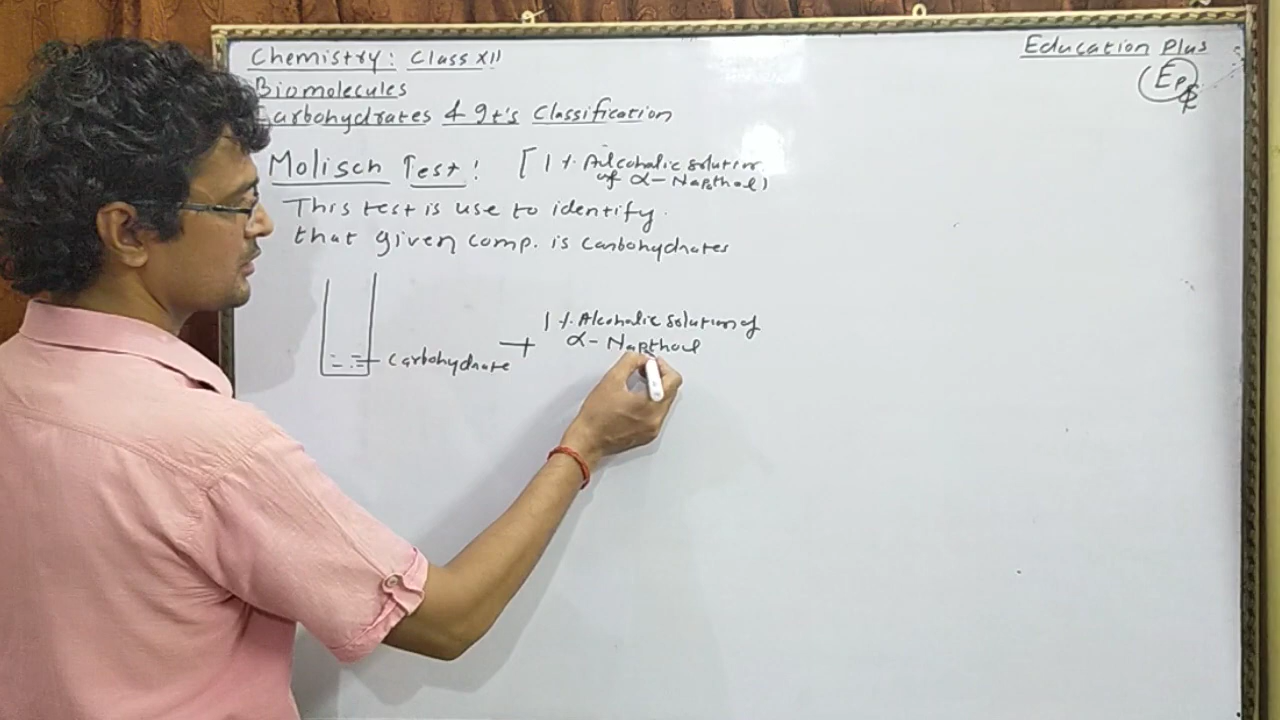 Chemistry: Class XII
Education Plus
Ep
Biomolecules
Carbohydrates & It's Classification
Molisch Test: [1 % Alcoholic solution
of α-Napthol)
This test is use to identify
that given comp. is carbohydrates
1 % Alcoholic solution of
α-Napthol
carbohydrate +